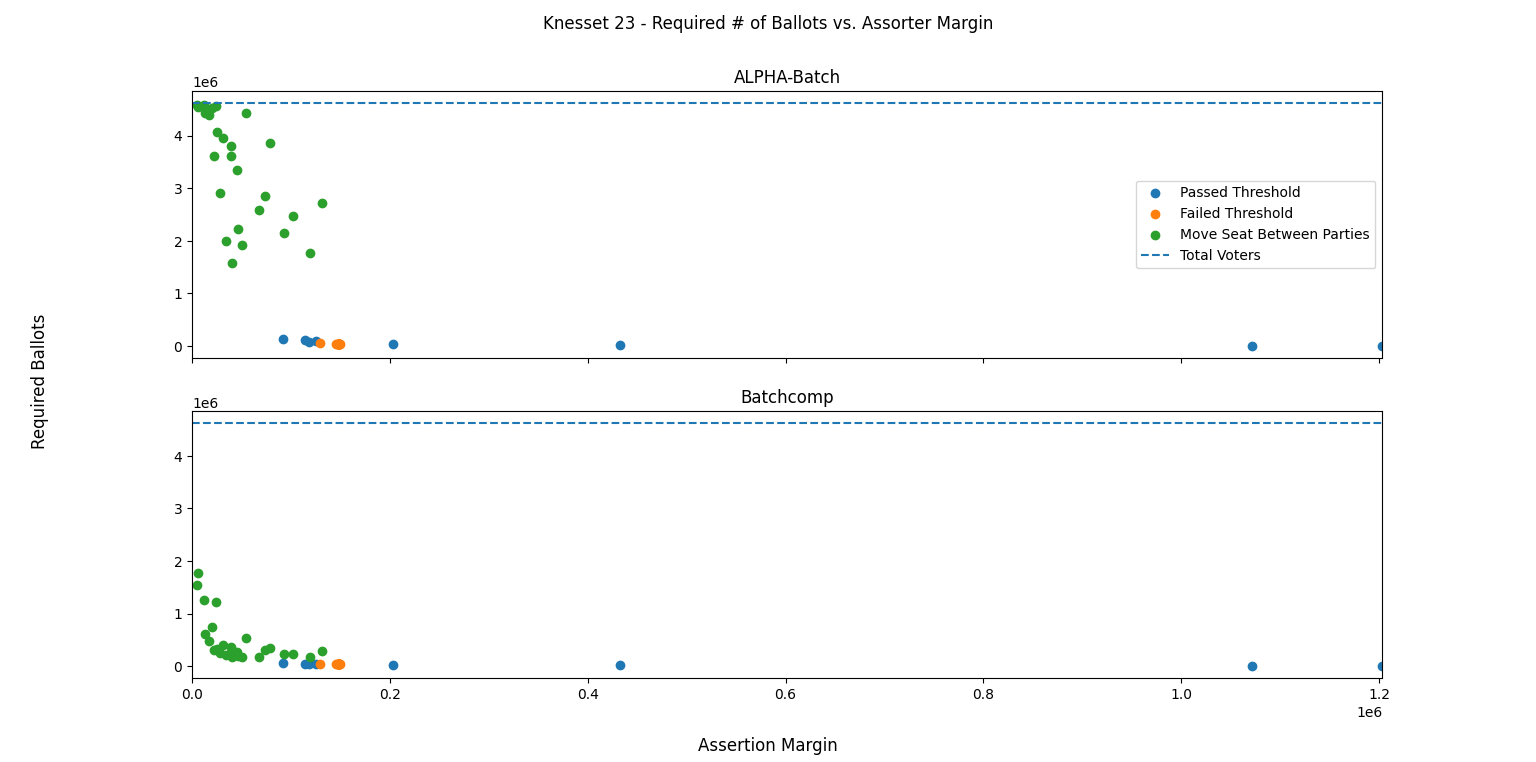 Knesset 23 - Required # of Ballots vs. Assorter Margin
ALPHA-Batch
1e6
4
3
2
1
0
Passed Threshold
Failed Threshold
Move Seat Between Parties
Total Voters
Required Ballots
Batchcomp
1e6
4
3
2
1
0
0.0 0.2 0.4 0.6 0.8 1.0 1.2
1e6
Assertion Margin